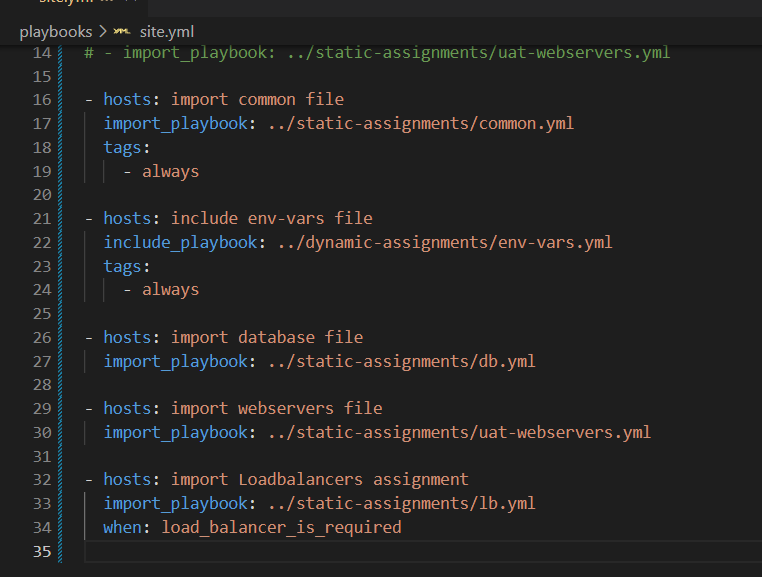 playbooks > site.yml
14 # - import_playbook: ../static-assignments/uat-webservers.yml
15
16 - hosts: import common file
17 import_playbook: ../static-assignments/common.yml
18 tags:
19 - always
20
21 - hosts: include env-vars file
22 include_playbook: ../dynamic-assignments/env-vars.yml
23 tags:
24 - always
25
26 - hosts: import database file
27 import_playbook: ../static-assignments/db.yml
28
29 - hosts: import webservers file
30 import_playbook: ../static-assignments/uat-webservers.yml
31
32 - hosts: import Loadbalancers assignment
33 import_playbook: ../static-assignments/lb.yml
34 when: load_balancer_is_required
35